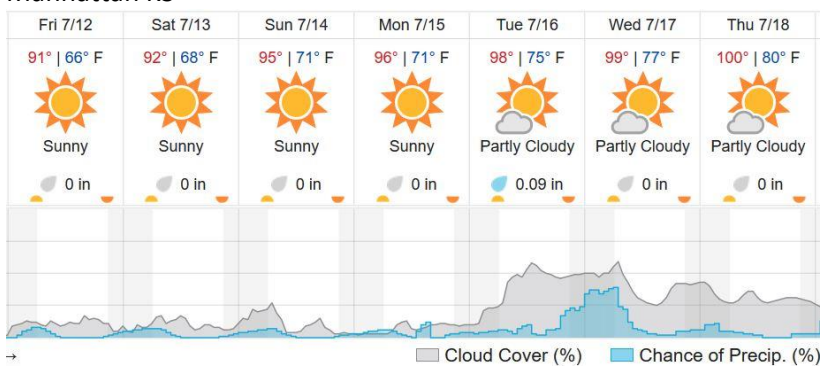 Manhattan KS
Fri 7/12 Sat 7/13 Sun 7/14 Mon 7/15 Tue 7/16 Wed 7/17 Thu 7/18
91° | 66° F 92° | 68° F 95° | 71° F 96° | 71° F 98° | 75° F 99° | 77° F 100° | 80° F
Sunny Sunny Sunny Sunny Partly Cloudy Partly Cloudy Partly Cloudy
0 in 0 in 0 in 0 in 0.09 in 0 in 0 in
→ Cloud Cover (%) Chance of Precip. (%)